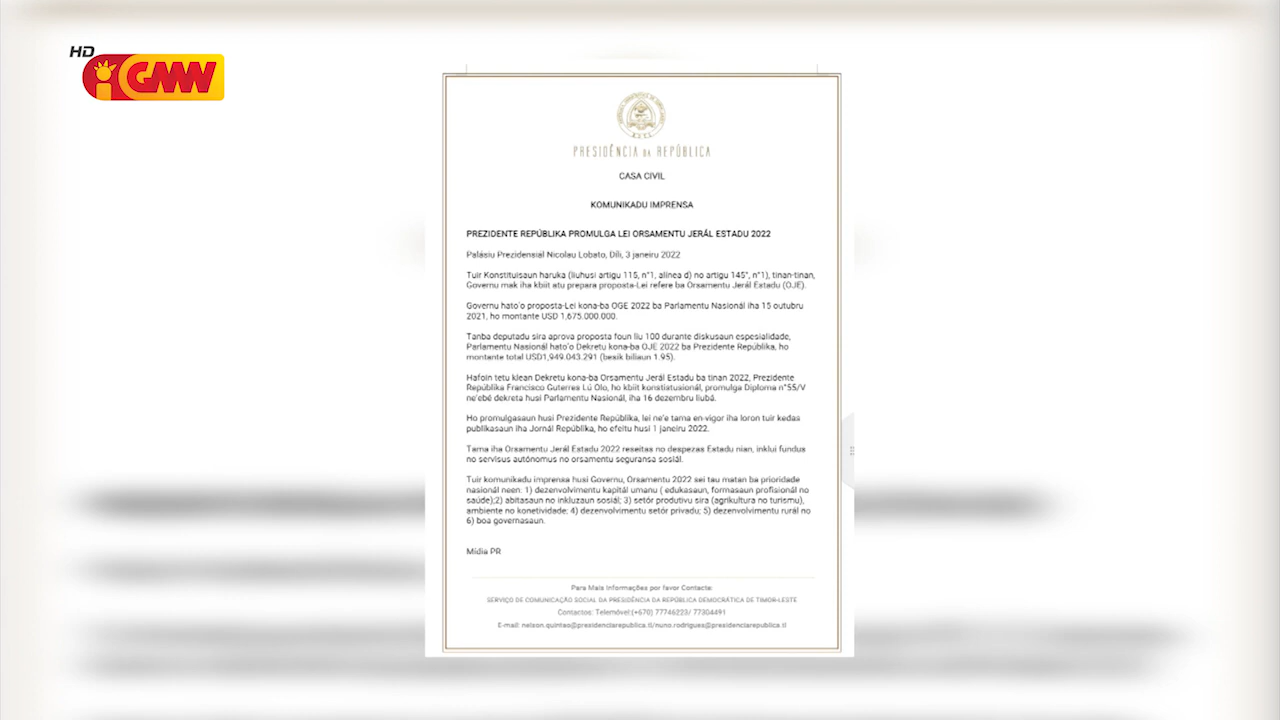 HD
GMN
PRESIDÊNCIA DA REPÚBLICA
CASA CIVIL
KOMUNIKADU IMPRENSA
PREZIDENTE REPÚBLIKA PROMULGA LEI ORSAMENTU JERÁL ESTADU 2022
Palásiu Prezidensiál Nicolau Lobato, Díli, 3 janeiru 2022
Tuir Konstituisaun haruka (liuhusi artigu 115, nº1, alinea d) no artigu 145º, nº1), tinan-tinan,
Governu mak iha kbiit atu prepara proposta-Lei refere ba Orsamentu Jerál Estadu (OJE).
Governu hato'o proposta-Lei kona-ba OGE 2022 ba Parlamentu Nasionál iha 15 outubru
2021, ho montante USD 1,675.000.000.
Tanba deputadu sira aprova proposta foun liu 100 durante diskusaun espesialidade,
Parlamentu Nasionál hato'o Dekretu kona-ba OJE 2022 ba Prezidente Repúblika, ho
montante total USD1,949.043.291 (besik biliaun 1.95).
Hafoin tetu klean Dekretu kona-ba Orsamentu Jerál Estadu ba tinan 2022, Prezidente
Repúblika Francisco Guterres Lú Olo, ho kbiit konstiatusionál, promulga Diploma nº55/V
ne'ebé dekreta husi Parlamentu Nasionál, iha 16 dezembru liubá.
Ho promulgasaun husi Prezidente Repúblika, lei ne'e tama en-vigor iha loron tuir kedas
publikasaun iha Jornál Repúblika, ho efeitu husi 1 janeiru 2022.
Tama iha Orsamentu Jerál Estadu 2022 reseitas no despezas Estadu nian, inklui fundus
no servisus autónomus no orsamentu seguransa sosiál.
Tuir komunikadu imprensa husi Governu, Orsamentu 2022 sei tau matan ba prioridade
nasionál neen: 1) dezenvolvimentu kapitál umanu ( edukasaun, formasaun profisionál no
saúde);2) abitasaun no inkluzaun sosiál; 3) setór produtivu sira (agrikultura no turismu),
ambiente no konetividade; 4) dezenvolvimentu setór privadu; 5) dezenvolvimentu rurál no
6) boa governasaun.
Mídia PR
Para Mais Informações por favor Contacte:
SERVIÇO DE COMUNICAÇÃO SOCIAL DA PRESIDÊNCIA DA REPÚBLICA DEMOCRÁTICA DE TIMOR-LESTE
Contactos: Telemóvel:(+670) 77746223/ 77304491
E-mail: nelson.quintao@presidenciarepublica.tl/nuno.rodrigues@presidenciarepublica.tl